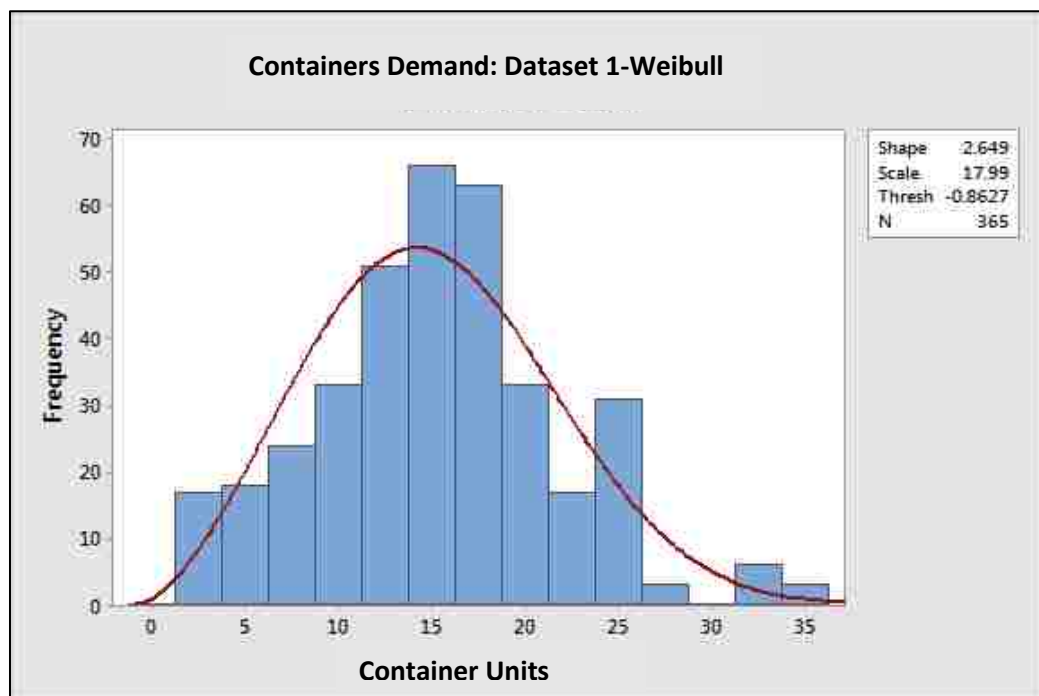 Containers Demand: Dataset 1-Weibull
70
60
50
40
30
20
10
0
Frequency
0 5 10 15 20 25 30 35
Container Units
Shape 2.649
Scale 17.99
Thresh -0.8627
N 365